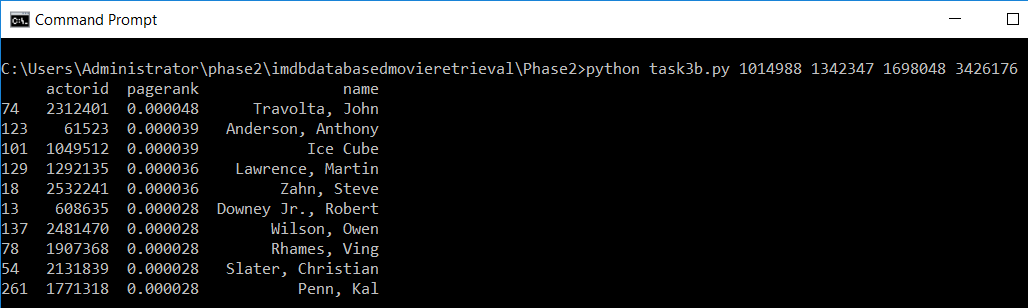 Command Prompt
C:\Users\Administrator\phase2\imdbdatabasedmovieretrieval\Phase2>python task3b.py 1014988 1342347 1698048 3426176
actorid pagerank name
74 2312401 0.000048 Travolta, John
123 61523 0.000039 Anderson, Anthony
101 1049512 0.000039 Ice Cube
129 1292135 0.000036 Lawrence, Martin
18 2532241 0.000036 Zahn, Steve
13 608635 0.000028 Downey Jr., Robert
137 2481470 0.000028 Wilson, Owen
78 1907368 0.000028 Rhames, Ving
54 2131839 0.000028 Slater, Christian
261 1771318 0.000028 Penn, Kal